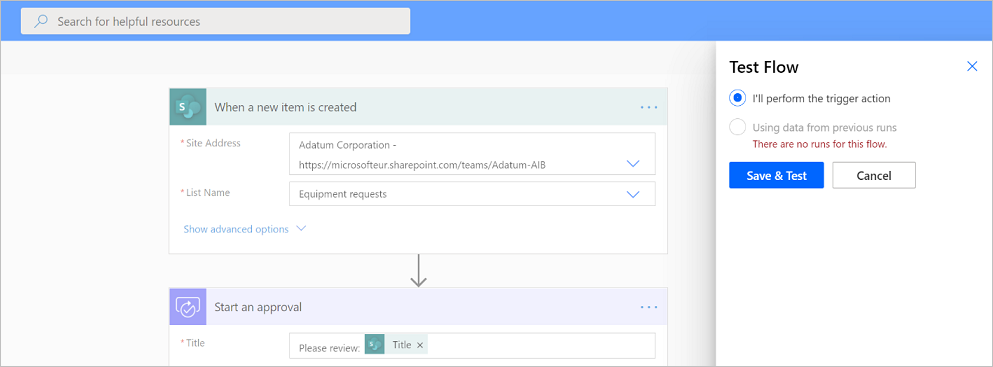 Search for helpful resources
When a new item is created
* Site Address
Adatum Corporation -
https://microsofteur.sharepoint.com/teams/Adatum-AIB
* List Name
Equipment requests
Show advanced options
Start an approval
* Title
Please review: S Title ×
Test Flow
I'll perform the trigger action
Using data from previous runs
There are no runs for this flow.
Save & Test
Cancel